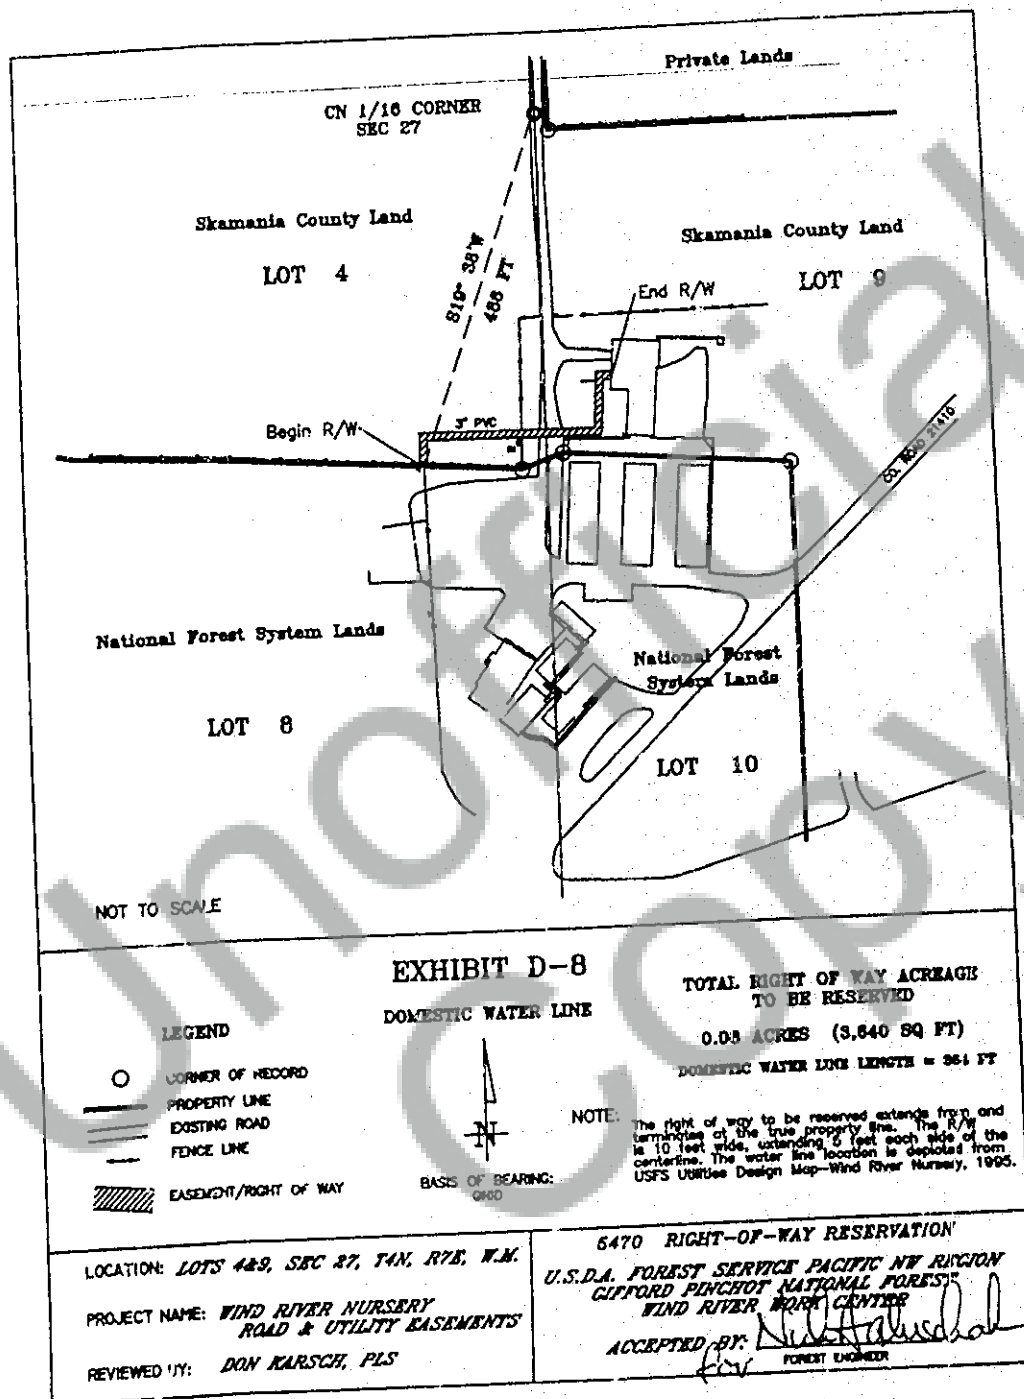 Private Lands
CN 1/16 CORNER
SEC 27
Skamania County Land
LOT 4
Skamania County Land
LOT 9
S19° 38'W
466 FT
End R/W
3" PVC
Begin R/W
CO. ROAD 21410
National Forest System Lands
LOT 8
National Forest
System Lands
LOT 10
NOT TO SCALE
EXHIBIT D-8
DOMESTIC WATER LINE
TOTAL RIGHT OF WAY ACREAGE
TO BE RESERVED
0.08 ACRES (3,640 SQ FT)
DOMESTIC WATER LINE LENGTH = 364 FT
LEGEND
CORNER OF RECORD
PROPERTY LINE
EXISTING ROAD
FENCE LINE
EASEMENT/RIGHT OF WAY
N
BASIS OF BEARING:
GRID
NOTE: The right of way to be reserved extends from and
terminates at the true property line. The R/W
is 10 feet wide, extending 5 feet each side of the
centerline. The water line location is depicted from
USFS Utilities Design Map-Wind River Nursery, 1995.
LOCATION: LOTS 4&9, SEC 27, T4N, R7E, W.M.
PROJECT NAME: WIND RIVER NURSERY
ROAD & UTILITY EASEMENTS
REVIEWED BY: DON KARSCH, PLS
6470 RIGHT-OF-WAY RESERVATION
U.S.D.A. FOREST SERVICE PACIFIC NW REGION
GIFFORD PINCHOT NATIONAL FOREST
WIND RIVER WORK CENTER
ACCEPTED BY:
for FOREST ENGINEER
Unofficial
Copy